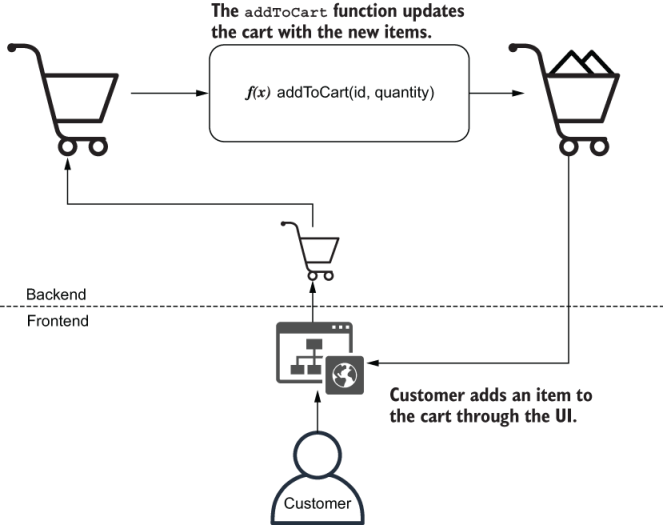 The addToCart function updates
the cart with the new items.
f(x) addToCart(id, quantity)
Backend
Frontend
Customer adds an item to
the cart through the UI.
Customer